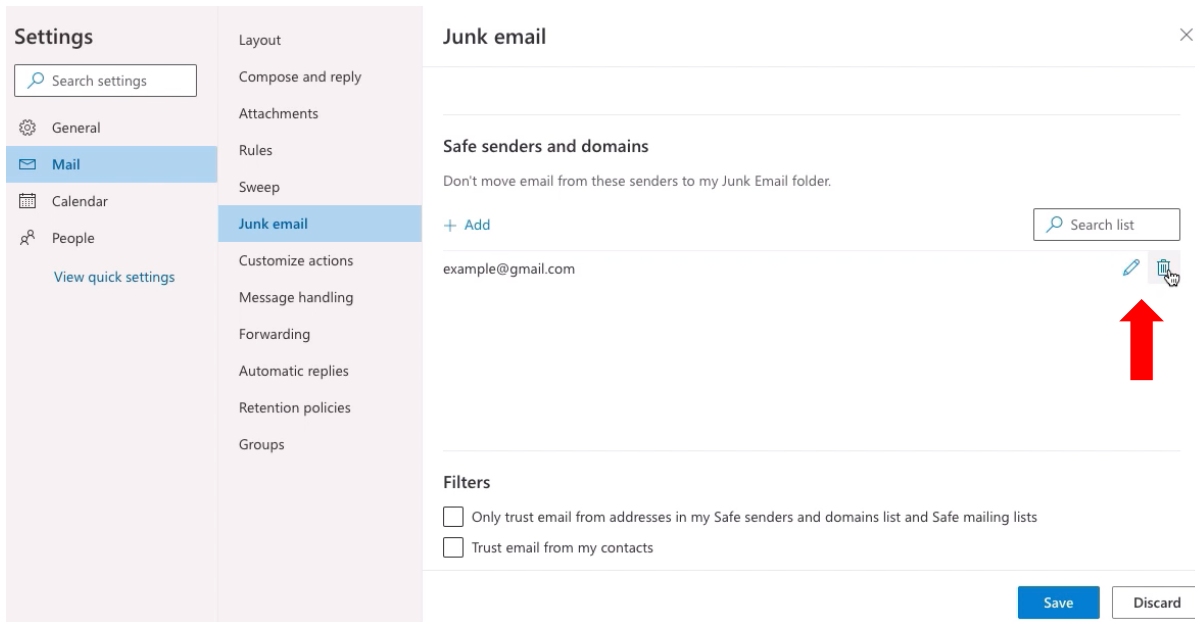 Settings
Search settings
General
Mail
Calendar
People
View quick settings
Layout
Compose and reply
Attachments
Rules
Sweep
Junk email
Customize actions
Message handling
Forwarding
Automatic replies
Retention policies
Groups
Junk email
Safe senders and domains
Don't move email from these senders to my Junk Email folder.
Add
Search list
example@gmail.com
Filters
Only trust email from addresses in my Safe senders and domains list and Safe mailing lists
Trust email from my contacts
Save
Discard